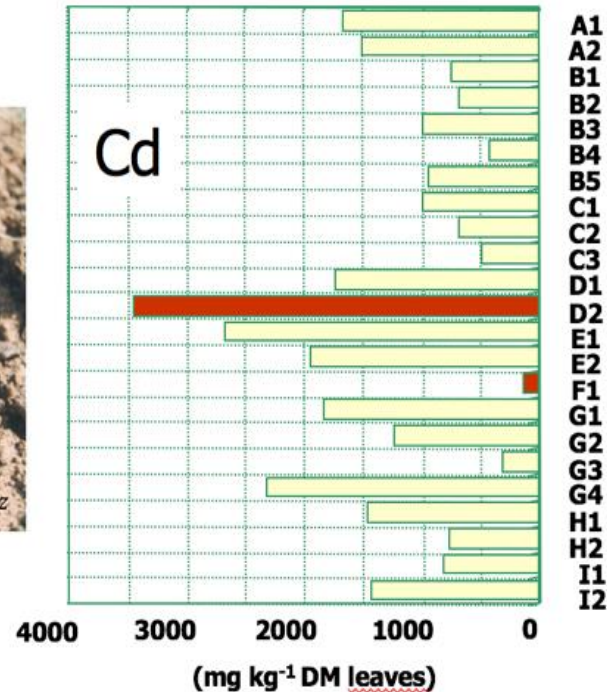 Cd
A1
A2
B1
B2
B3
B4
B5
C1
C2
C3
D1
D2
E1
E2
F1
G1
G2
G3
G4
H1
H2
I1
I2
z
4000 3000 2000 1000 0
(mg kg⁻¹ DM leaves)